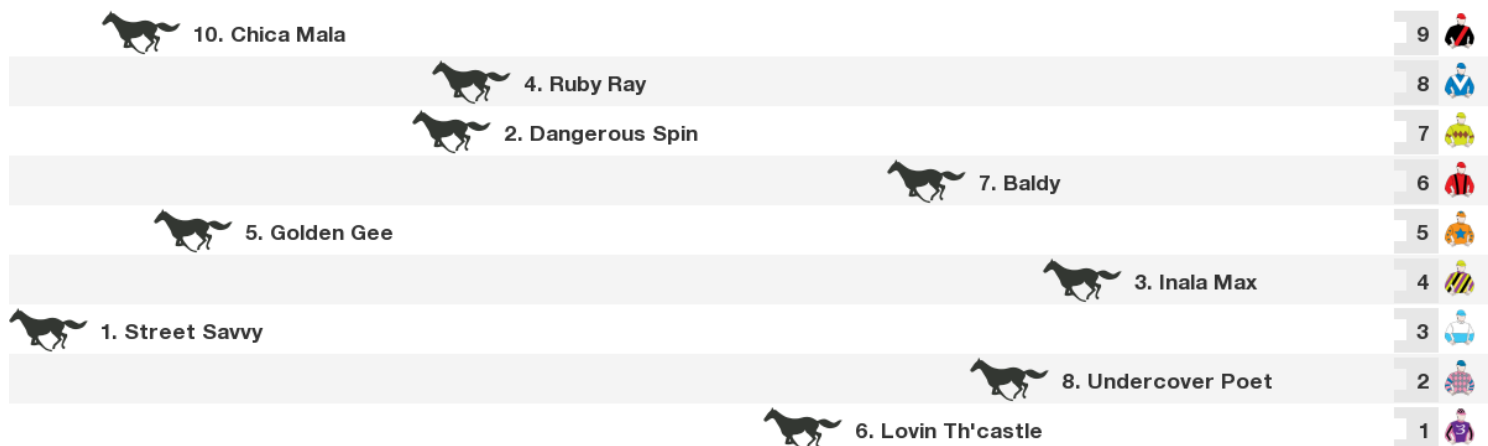 10. Chica Mala 9
4. Ruby Ray 8
2. Dangerous Spin 7
7. Baldy 6
5. Golden Gee 5
3. Inala Max 4
1. Street Savvy 3
8. Undercover Poet 2
6. Lovin Th'castle 1 3